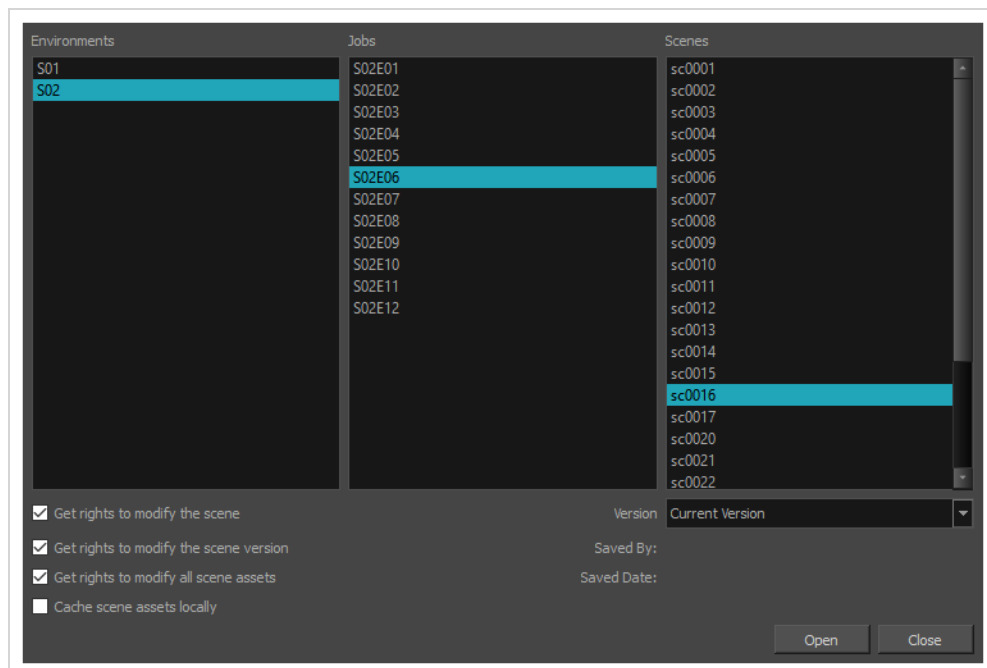 Environments
S01
S02
Jobs
S02E01
S02E02
S02E03
S02E04
S02E05
S02E06
S02E07
S02E08
S02E09
S02E10
S02E11
S02E12
Scenes
sc0001
sc0002
sc0003
sc0004
sc0005
sc0006
sc0007
sc0008
sc0009
sc0010
sc0011
sc0012
sc0013
sc0014
sc0015
sc0016
sc0017
sc0020
sc0021
sc0022
Get rights to modify the scene
Get rights to modify the scene version
Get rights to modify all scene assets
Cache scene assets locally
Version Current Version
Saved By:
Saved Date:
Open Close